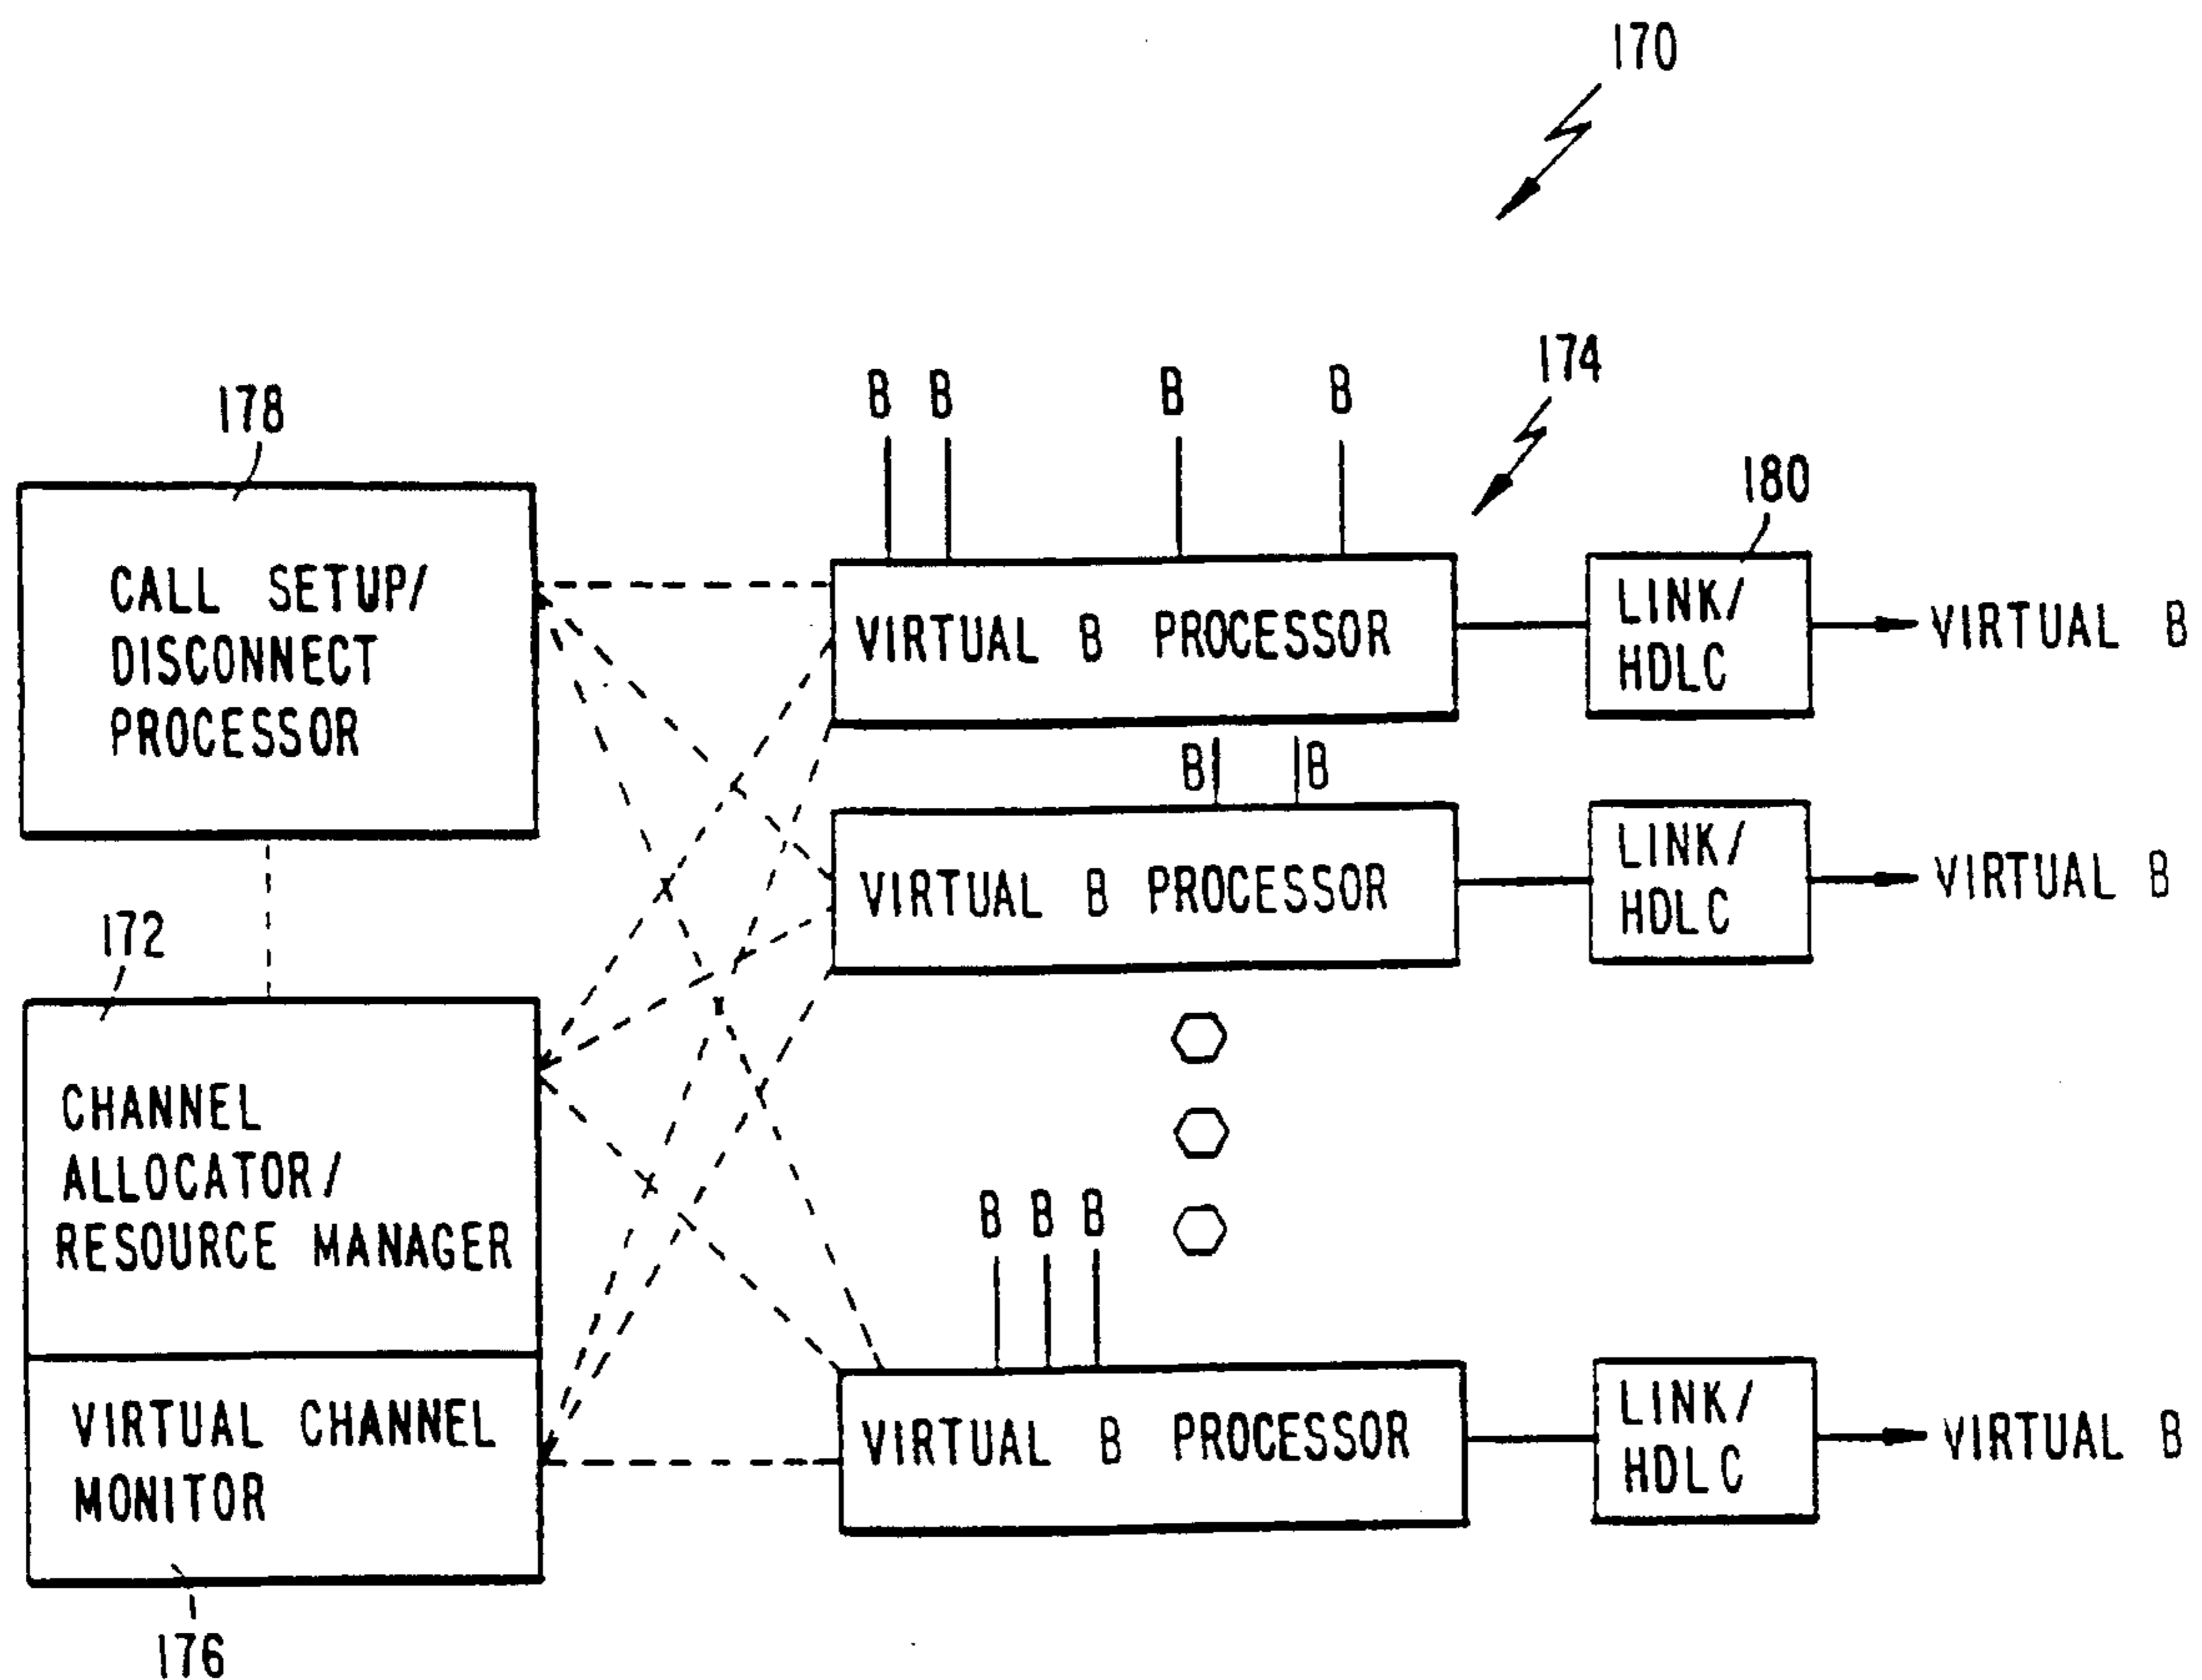 170
174
B B B B
178
180
CALL SETUP/
DISCONNECT
PROCESSOR
VIRTUAL B PROCESSOR
LINK/
HDLC
VIRTUAL B
B B
VIRTUAL B PROCESSOR
LINK/
HDLC
VIRTUAL B
172
CHANNEL
ALLOCATOR/
RESOURCE MANAGER
B B B
VIRTUAL CHANNEL
MONITOR
VIRTUAL B PROCESSOR
LINK/
HDLC
VIRTUAL B
176